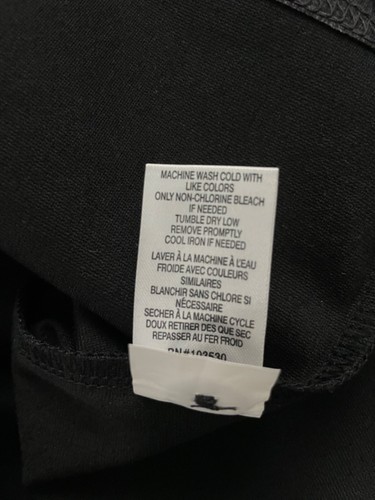 MACHINE WASH COLD WITH
LIKE COLORS
ONLY NON-CHLORINE BLEACH
IF NEEDED
TUMBLE DRY LOW
REMOVE PROMPTLY
COOL IRON IF NEEDED
LAVER À LA MACHINE À L'EAU
FROIDE AVEC COULEURS
SIMILAIRES
BLANCHIR SANS CHLORE SI
NÉCESSAIRE
SECHER À LA MACHINE CYCLE
DOUX RETIRER DES QUE SEC
REPASSER AU FER FROID
RN#103530